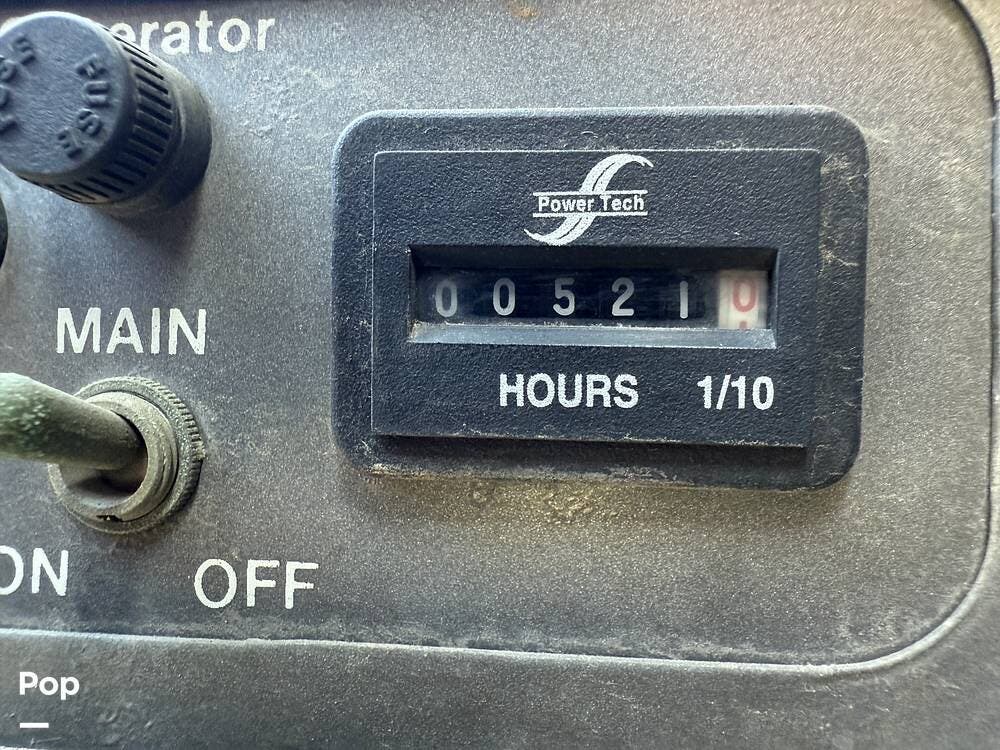 erator
FUSE
FUSE
Power Tech
0 0 5 2 1 0
HOURS 1/10
MAIN
ON OFF
Pop